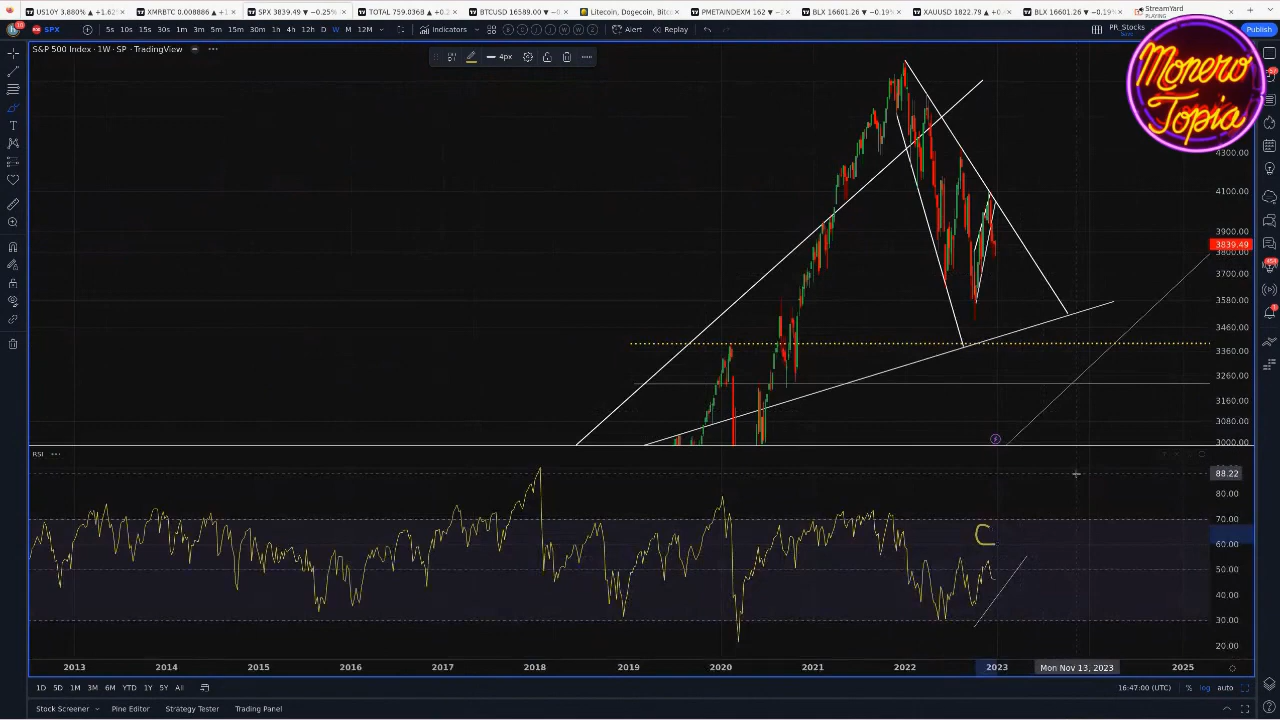 US10Y 3.880% ▲ +1.62%
XMRBTC 0.008886 ▲ +
SPX 3839.49 ▼ −0.25%
TOTAL 759.036B ▲ +0.3
BTCUSD 16589.00 ▼ −
Litecoin, Dogecoin, Bitc
PMETAINDEXM 162 ▼ −
BLX 16601.26 ▼ −0.19%
XAUUSD 1822.79 ▲ +0.
BLX 16601.26 ▼ −0.19%
StreamYard
PLAYING
SPX
5s 10s 15s 30s 1m 3m 5m 15m 30m 1h 4h 12h D W M 12M
Indicators
Alert
Replay
PR_Stocks
Save
Publish
S&P 500 Index · 1W · SP · TradingView
4px
Monero
Topia
4300.00
4100.00
3900.00
3839.49
3800.00
3700.00
3580.00
3460.00
3360.00
3260.00
3160.00
3080.00
3000.00
RSI
88.22
80.00
70.00
60.00
50.00
40.00
30.00
20.00
C
2013 2014 2015 2016 2017 2018 2019 2020 2021 2022 2023 Mon Nov 13, 2023 2025
1D 5D 1M 3M 6M YTD 1Y 5Y All
16:47:00 (UTC) % log auto
Stock Screener Pine Editor Strategy Tester Trading Panel